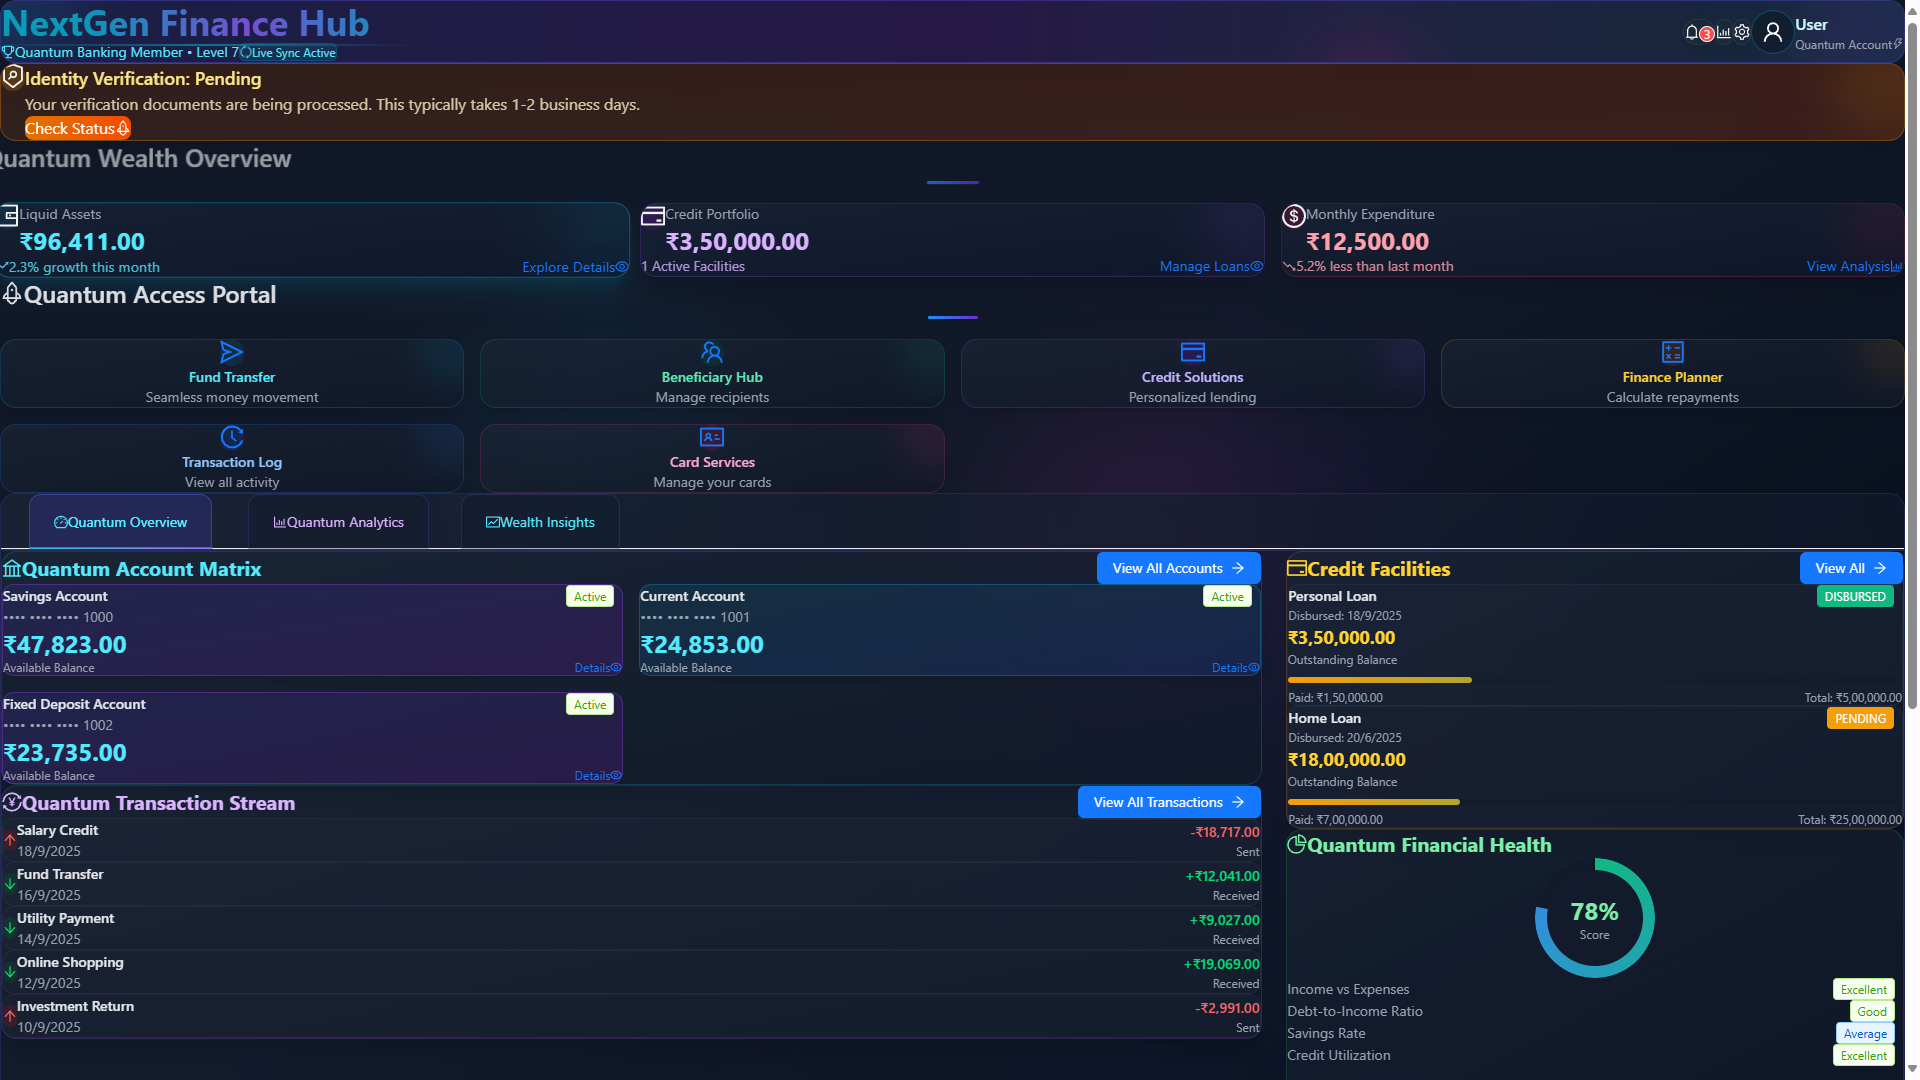 NextGen Finance Hub
Quantum Banking Member • Level 7 Live Sync Active
3
User
Quantum Account
Identity Verification: Pending
Your verification documents are being processed. This typically takes 1-2 business days.
Check Status
Quantum Wealth Overview
Liquid Assets
₹96,411.00
2.3% growth this month
Explore Details
Credit Portfolio
₹3,50,000.00
1 Active Facilities
Manage Loans
Monthly Expenditure
₹12,500.00
5.2% less than last month
View Analysis
Quantum Access Portal
Fund Transfer
Seamless money movement
Beneficiary Hub
Manage recipients
Credit Solutions
Personalized lending
Finance Planner
Calculate repayments
Transaction Log
View all activity
Card Services
Manage your cards
Quantum Overview
Quantum Analytics
Wealth Insights
Quantum Account Matrix
View All Accounts
Savings Account
Active
•••• •••• •••• 1000
₹47,823.00
Available Balance
Details
Current Account
Active
•••• •••• •••• 1001
₹24,853.00
Available Balance
Details
Fixed Deposit Account
Active
•••• •••• •••• 1002
₹23,735.00
Available Balance
Details
Quantum Transaction Stream
View All Transactions
Salary Credit
18/9/2025
-₹18,717.00
Sent
Fund Transfer
16/9/2025
+₹12,041.00
Received
Utility Payment
14/9/2025
+₹9,027.00
Received
Online Shopping
12/9/2025
+₹19,069.00
Received
Investment Return
10/9/2025
-₹2,991.00
Sent
Credit Facilities
View All
Personal Loan
DISBURSED
Disbursed: 18/9/2025
₹3,50,000.00
Outstanding Balance
Paid: ₹1,50,000.00
Total: ₹5,00,000.00
Home Loan
PENDING
Disbursed: 20/6/2025
₹18,00,000.00
Outstanding Balance
Paid: ₹7,00,000.00
Total: ₹25,00,000.00
Quantum Financial Health
78%
Score
Income vs Expenses
Excellent
Debt-to-Income Ratio
Good
Savings Rate
Average
Credit Utilization
Excellent